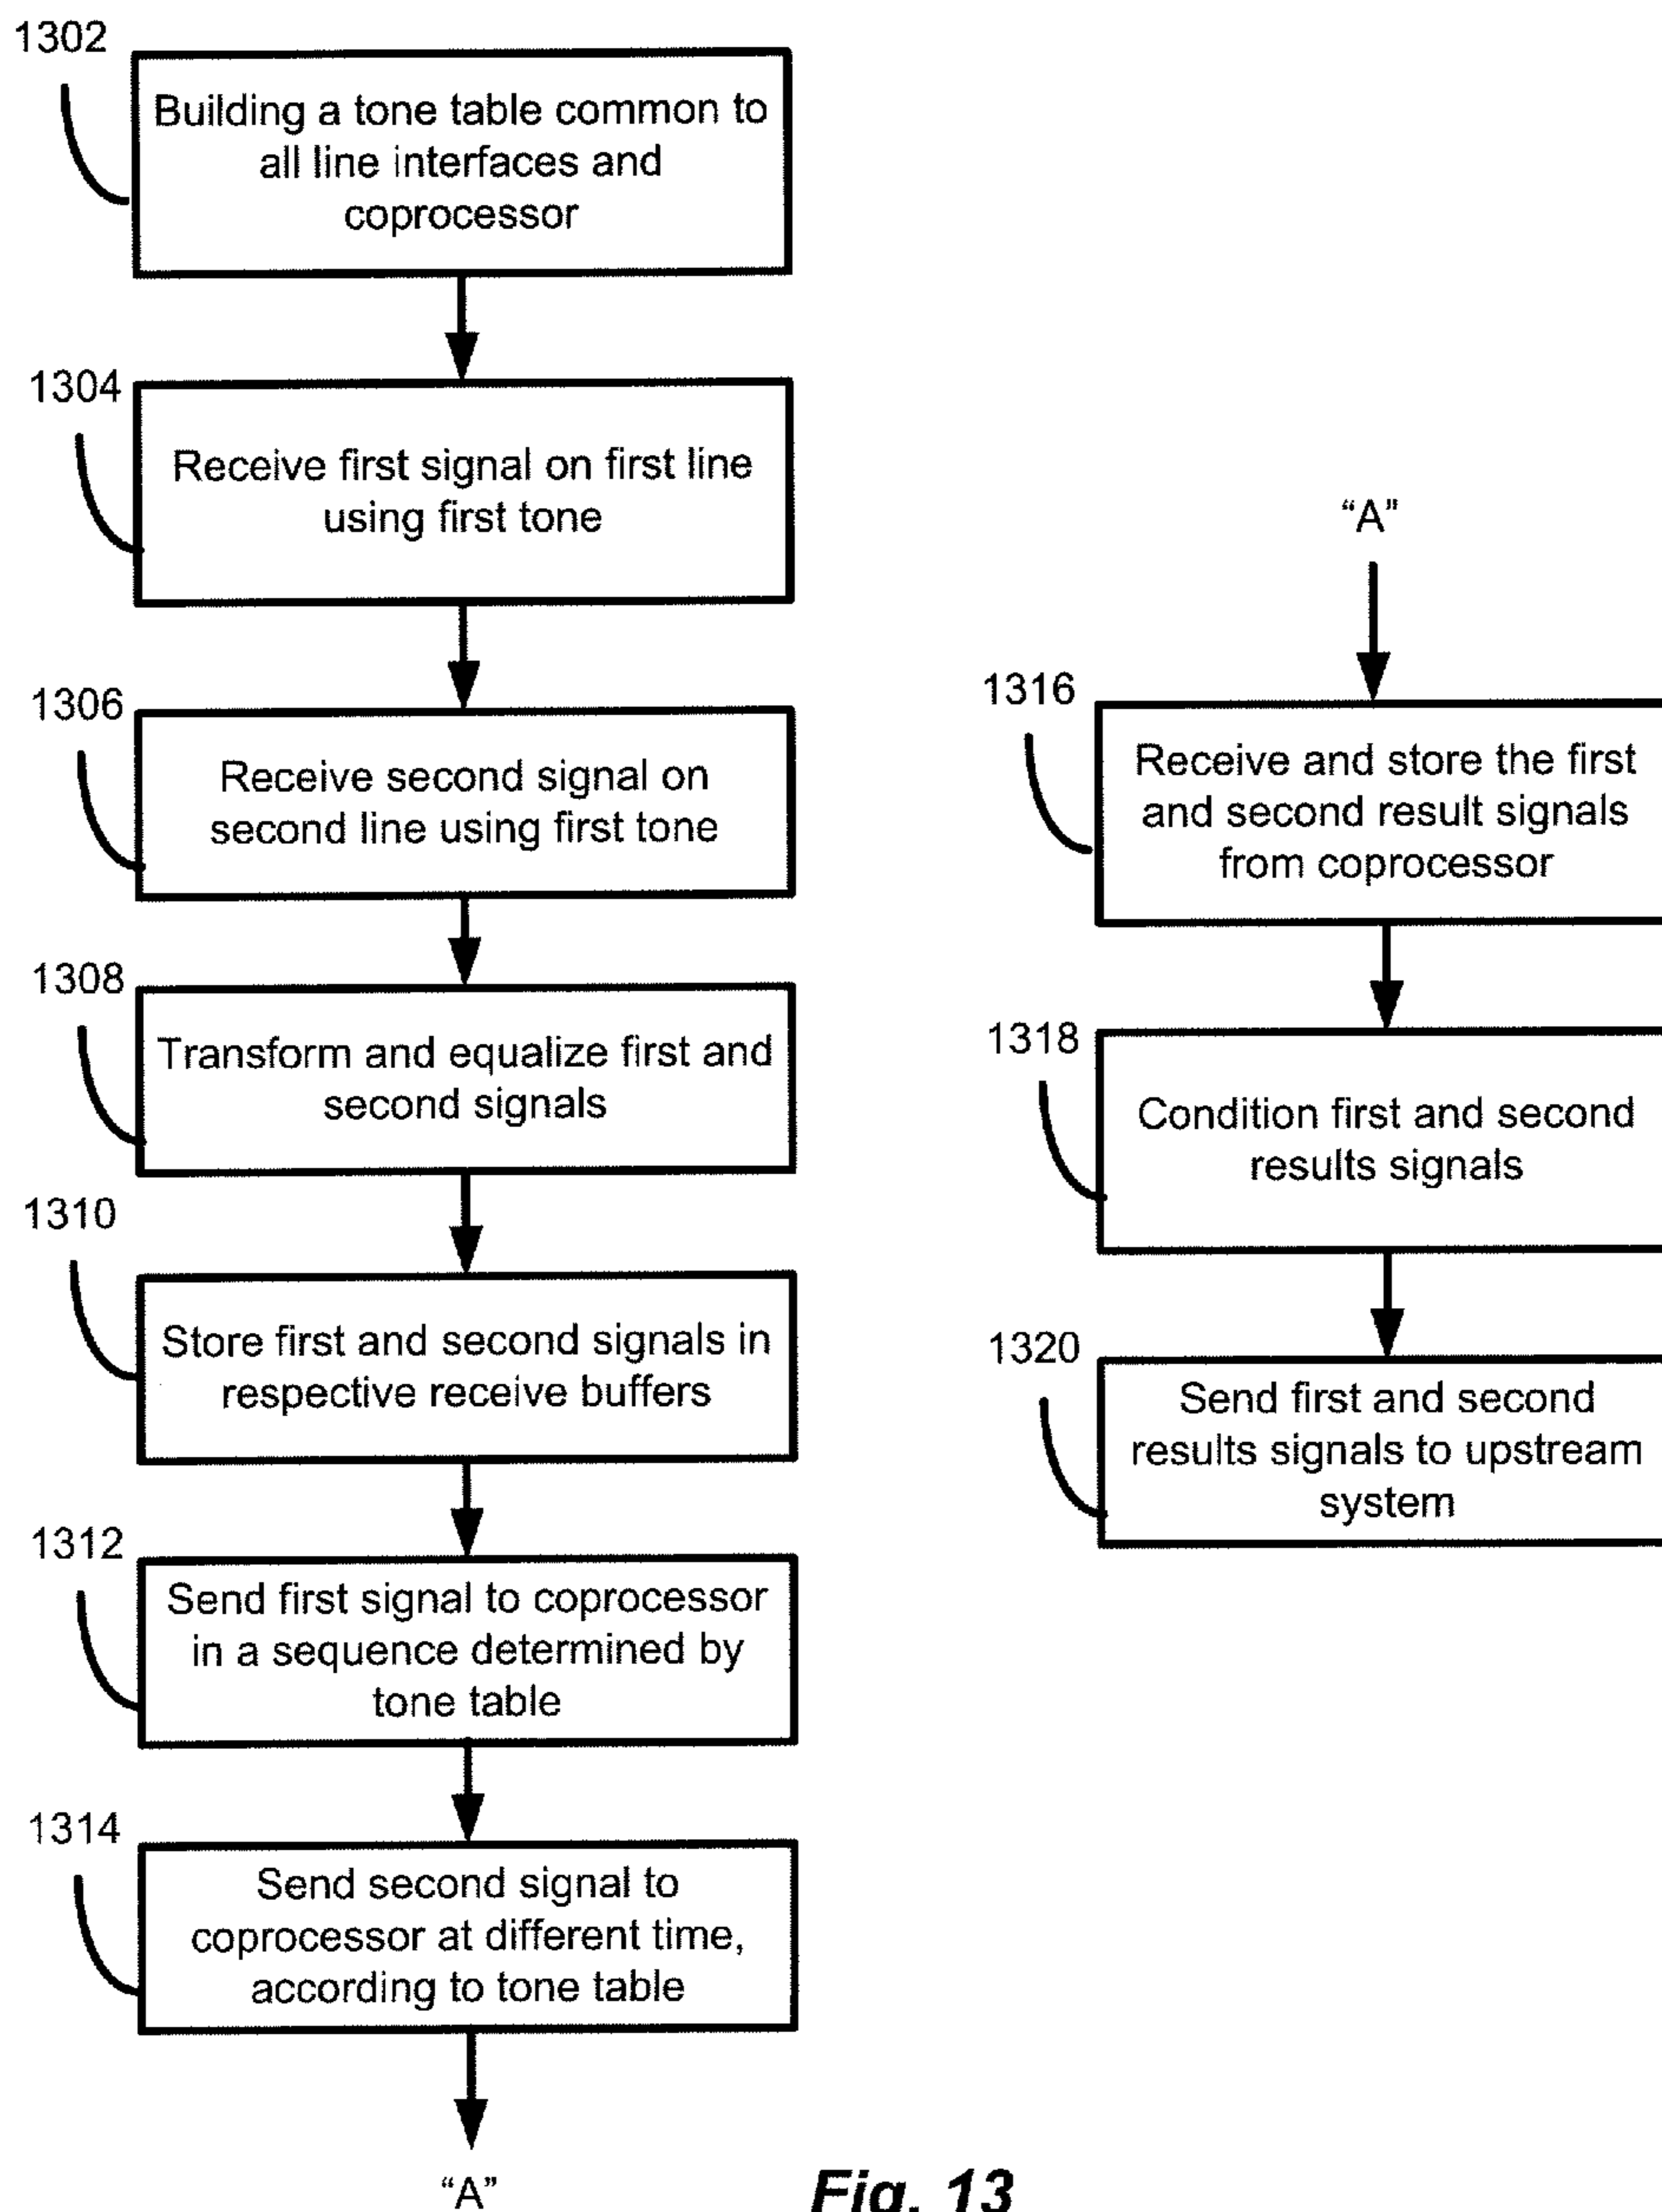 1302
Building a tone table common to
all line interfaces and
coprocessor
1304
Receive first signal on first line
using first tone
1306
Receive second signal on
second line using first tone
1308
Transform and equalize first and
second signals
1310
Store first and second signals in
respective receive buffers
1312
Send first signal to coprocessor
in a sequence determined by
tone table
1314
Send second signal to
coprocessor at different time,
according to tone table
“A”
“A”
1316
Receive and store the first
and second result signals
from coprocessor
1318
Condition first and second
results signals
1320
Send first and second
results signals to upstream
system
Fig. 13